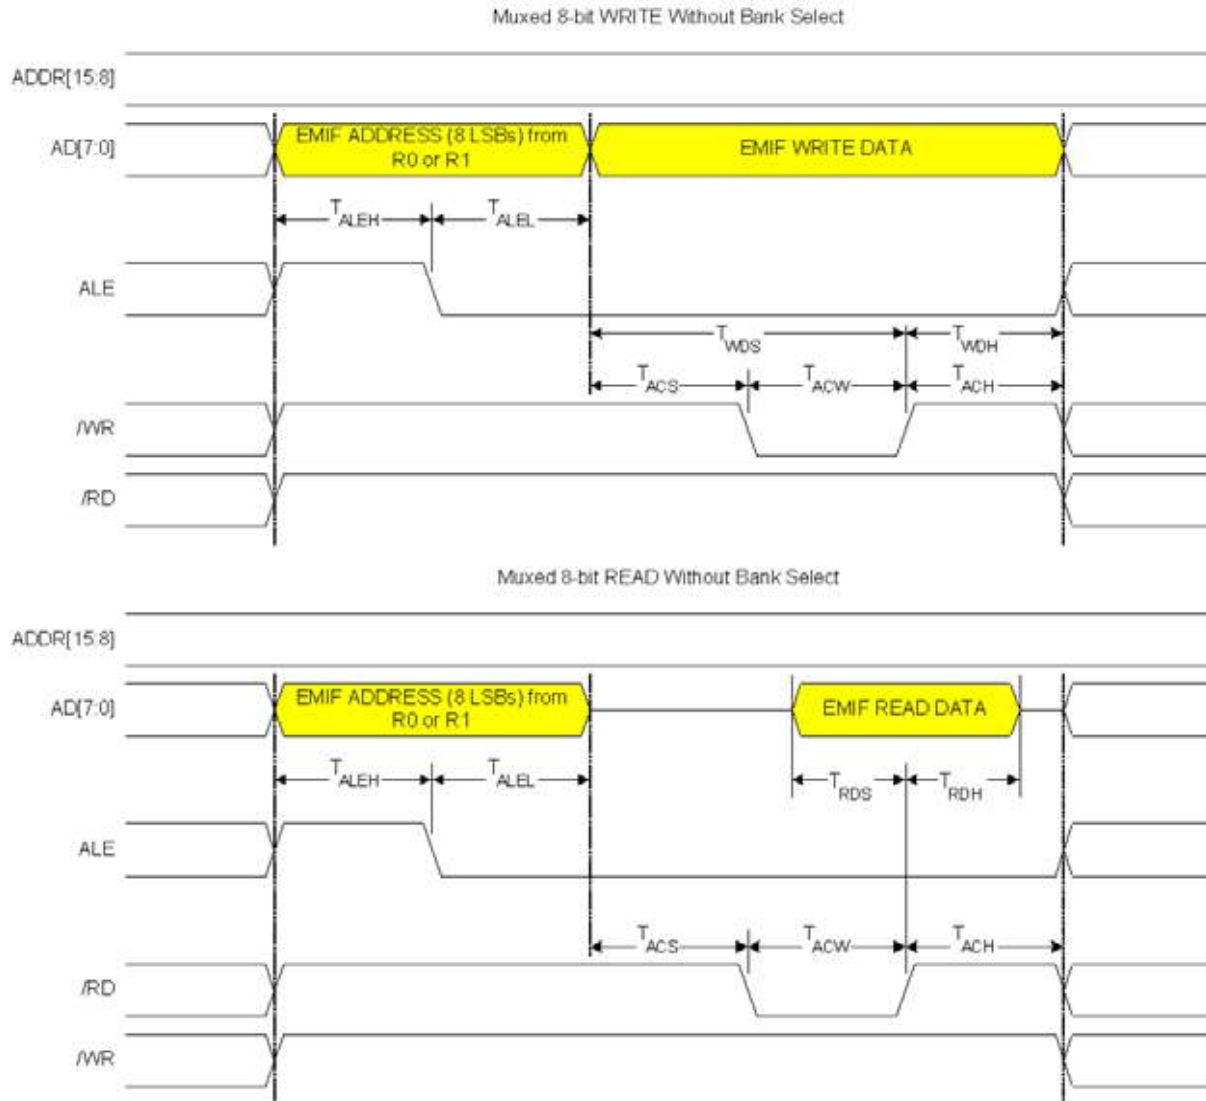 Muxed 8-bit WRITE Without Bank Select
ADDR[15:8]
AD[7:0]
EMIF ADDRESS (8 LSBs) from
R0 or R1
EMIF WRITE DATA
TALEH
TALEL
ALE
TWDS
TWDH
TACS
TACW
TACH
/WR
/RD
Muxed 8-bit READ Without Bank Select
ADDR[15:8]
AD[7:0]
EMIF ADDRESS (8 LSBs) from
R0 or R1
EMIF READ DATA
TALEH
TALEL
TRDS
TRDH
ALE
TACS
TACW
TACH
/RD
/WR